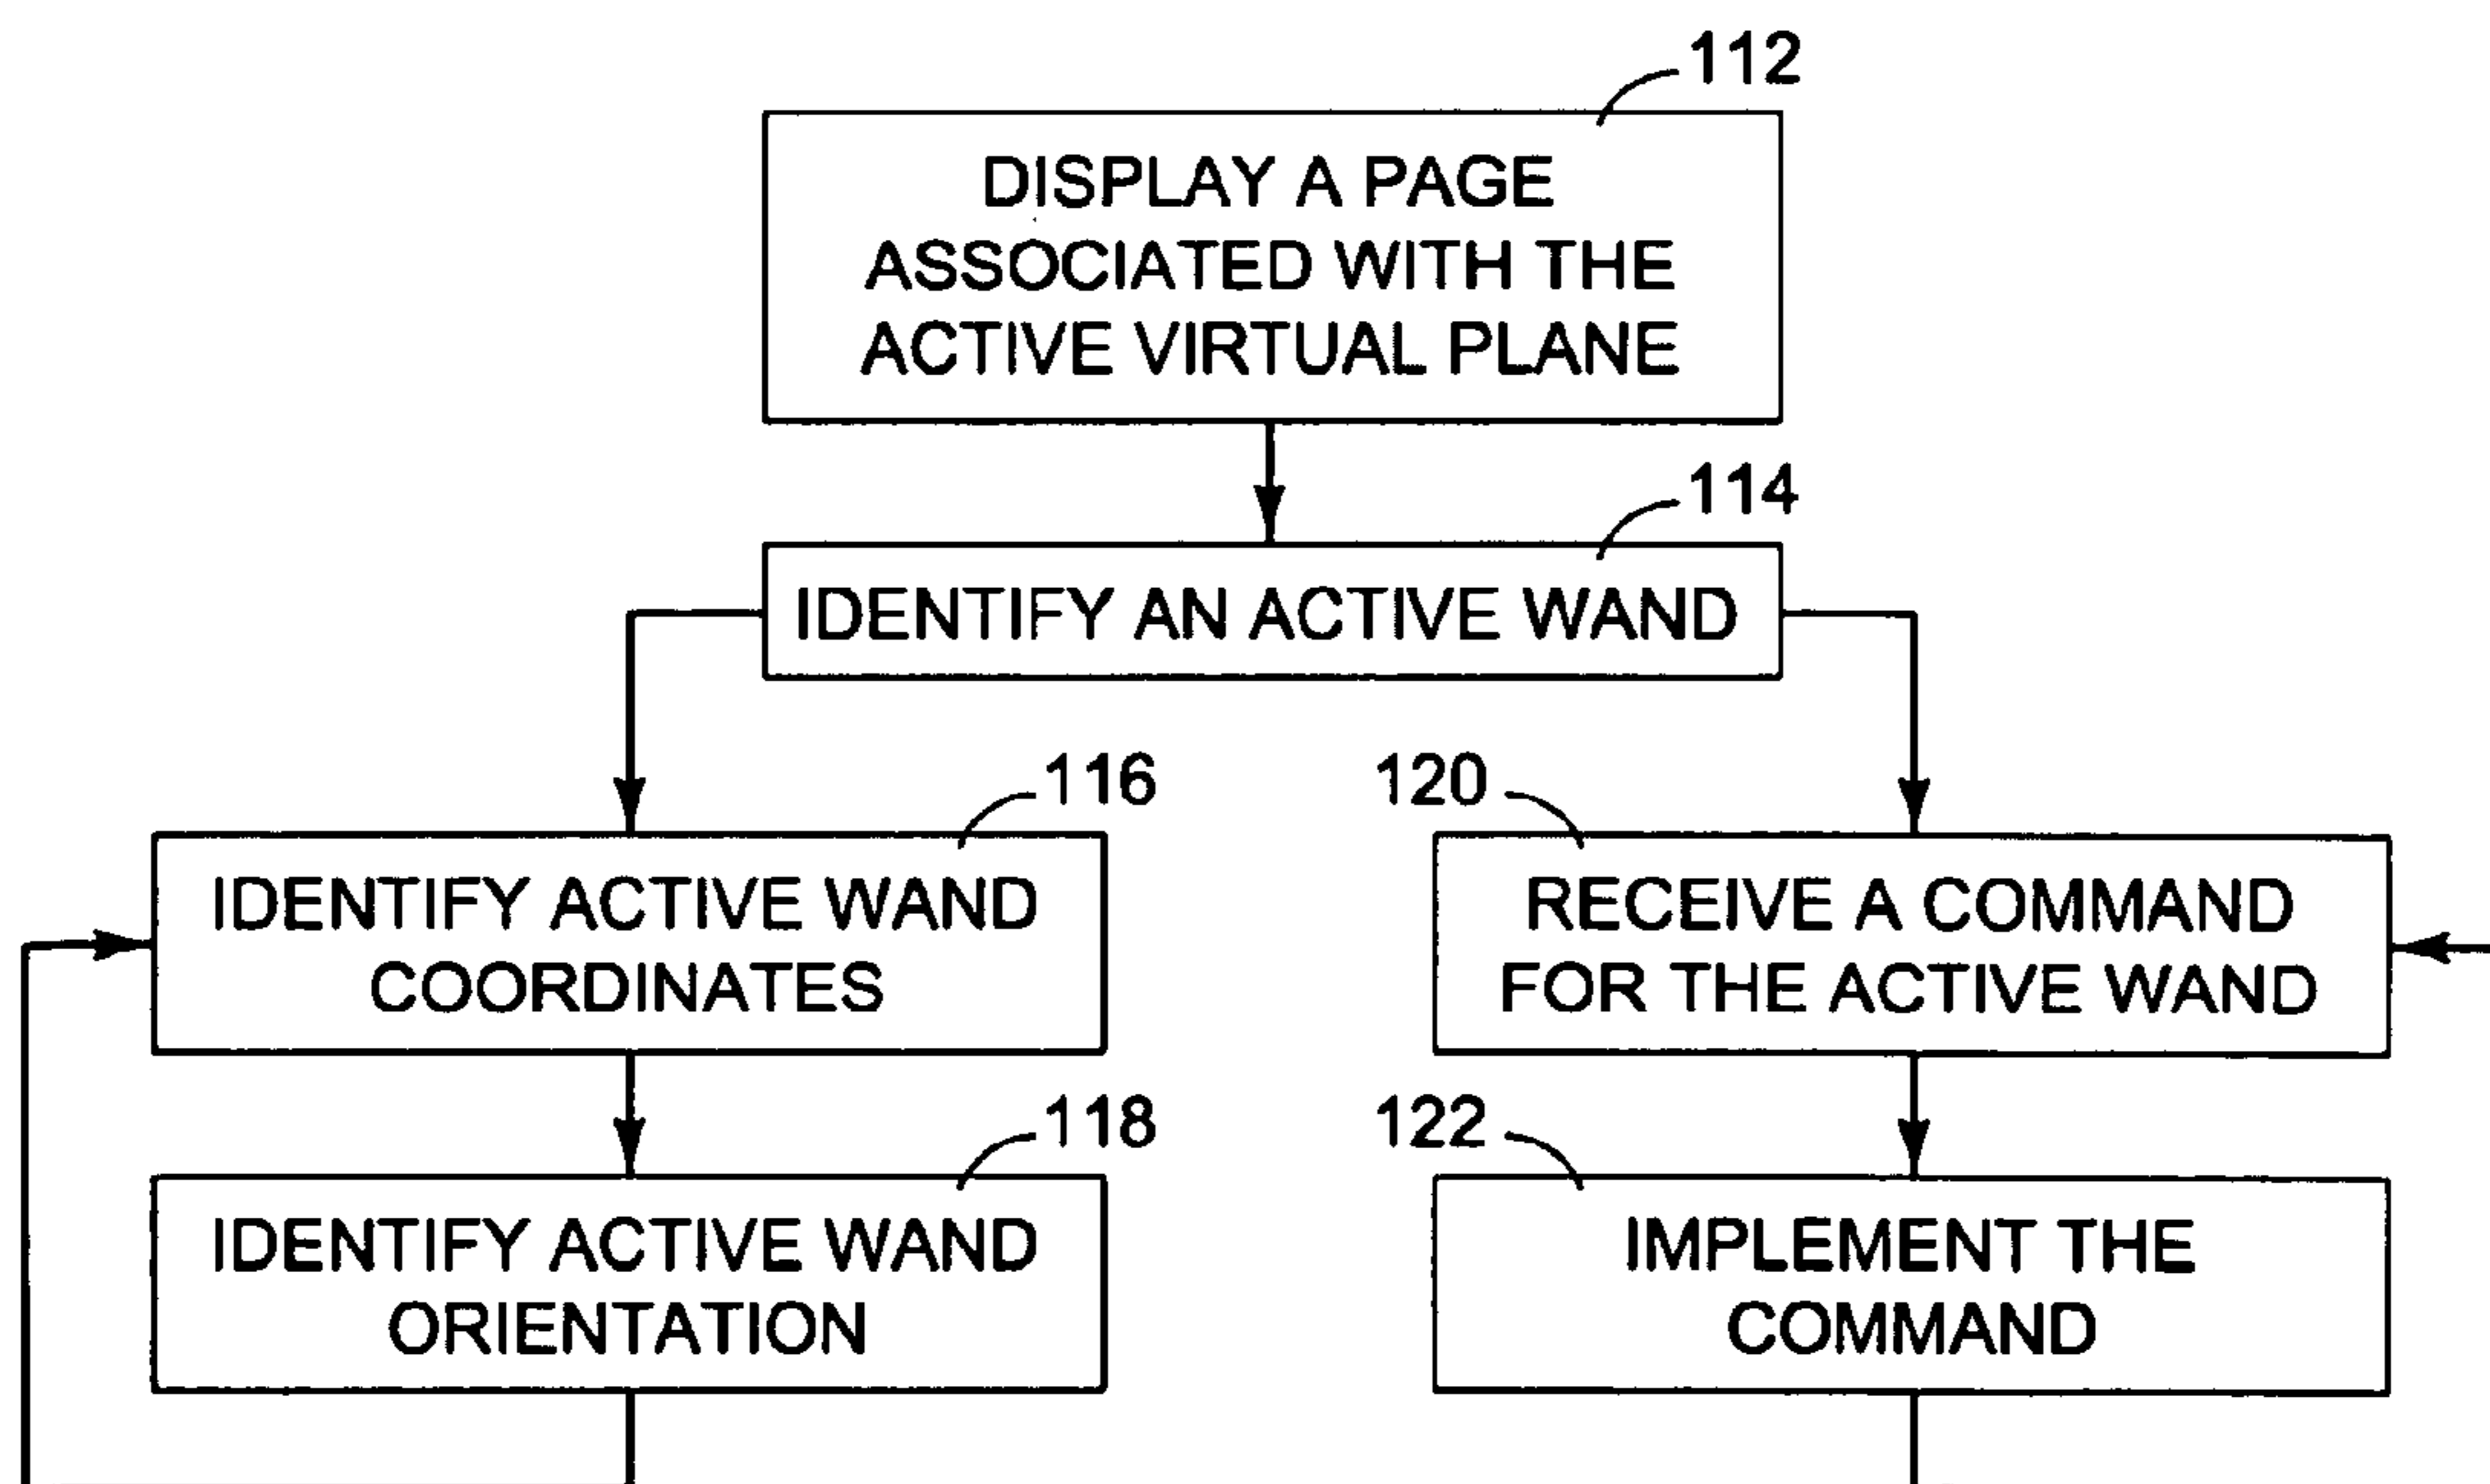 112
DISPLAY A PAGE
ASSOCIATED WITH THE
ACTIVE VIRTUAL PLANE
114
IDENTIFY AN ACTIVE WAND
116
IDENTIFY ACTIVE WAND
COORDINATES
120
RECEIVE A COMMAND
FOR THE ACTIVE WAND
118
IDENTIFY ACTIVE WAND
ORIENTATION
122
IMPLEMENT THE
COMMAND